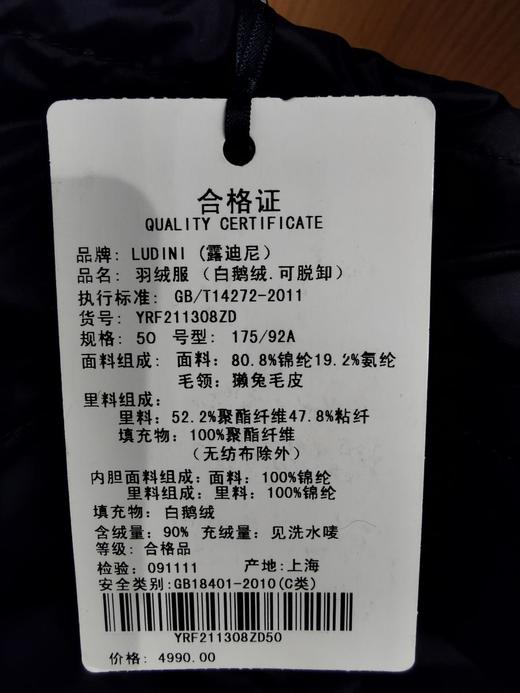 合格证
QUALITY CERTIFICATE
品牌: LUDINI (露迪尼)
品名: 羽绒服 (白鹅绒.可脱卸)
执行标准: GB/T14272-2011
货号: YRF211308ZD
规格: 50 号型: 175/92A
面料组成: 面料: 80.8%锦纶19.2%氨纶
毛领: 獭兔毛皮
里料组成:
里料: 52.2%聚酯纤维47.8%粘纤
填充物: 100%聚酯纤维
(无纺布除外)
内胆面料组成: 面料: 100%锦纶
里料组成: 里料: 100%锦纶
填充物: 白鹅绒
含绒量: 90% 充绒量: 见洗水唛
等级: 合格品
检验: 091111 产地: 上海
安全类别:GB18401-2010(C类)
YRF211308ZD50
价格: 4990.00